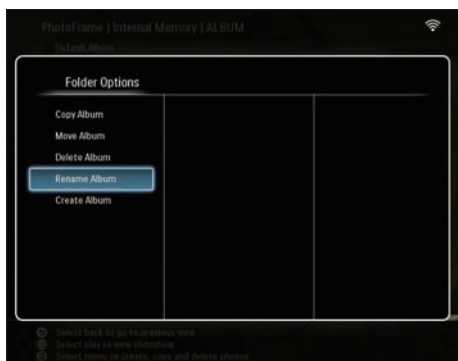 PhotoFrame | Internal Memory | ALBUM
Default Album
Folder Options
Copy Album
Move Album
Delete Album
Rename Album
Create Album
Select back to go to previous view
Select play to view slideshow
Select menu to create, copy and delete photos